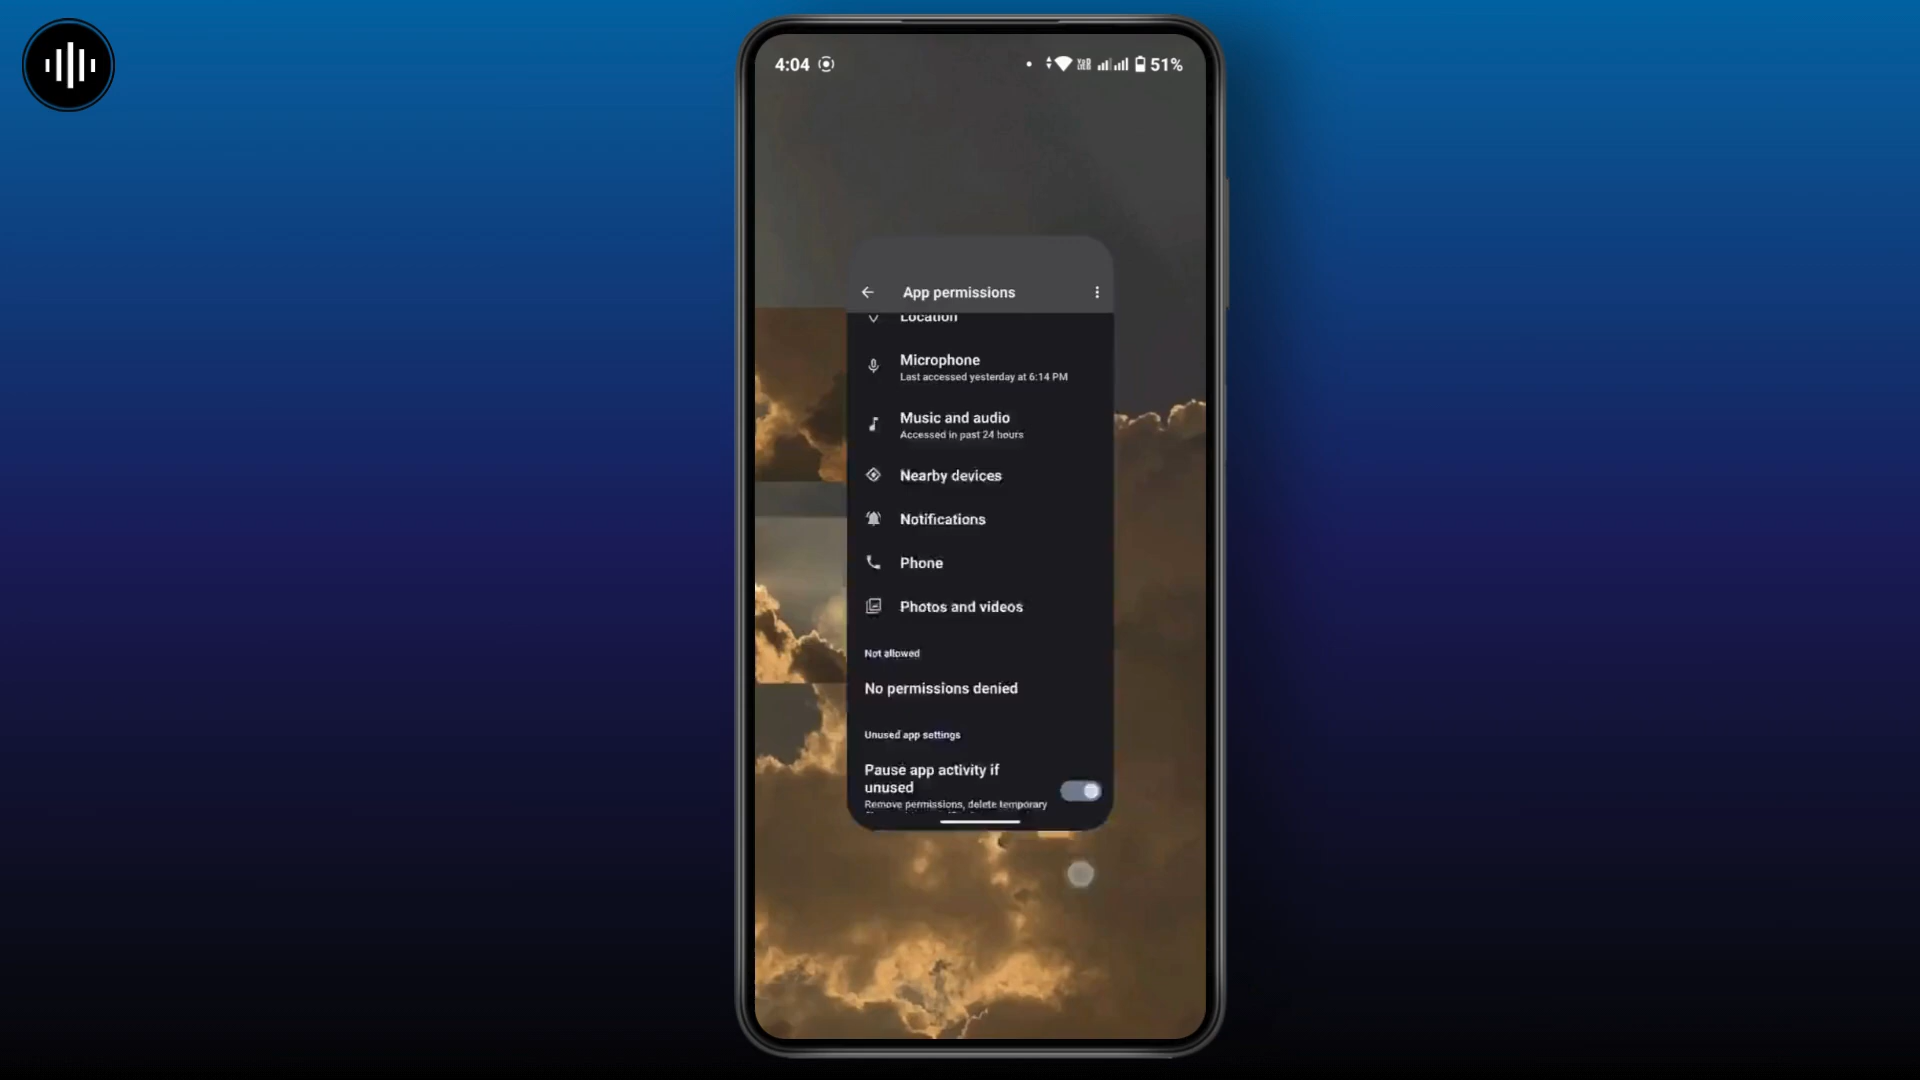 4:04
51%
App permissions
Location
Microphone
Last accessed yesterday at 6:14 PM
Music and audio
Accessed in past 24 hours
Nearby devices
Notifications
Phone
Photos and videos
Not allowed
No permissions denied
Unused app settings
Pause app activity if
unused
Remove permissions, delete temporary